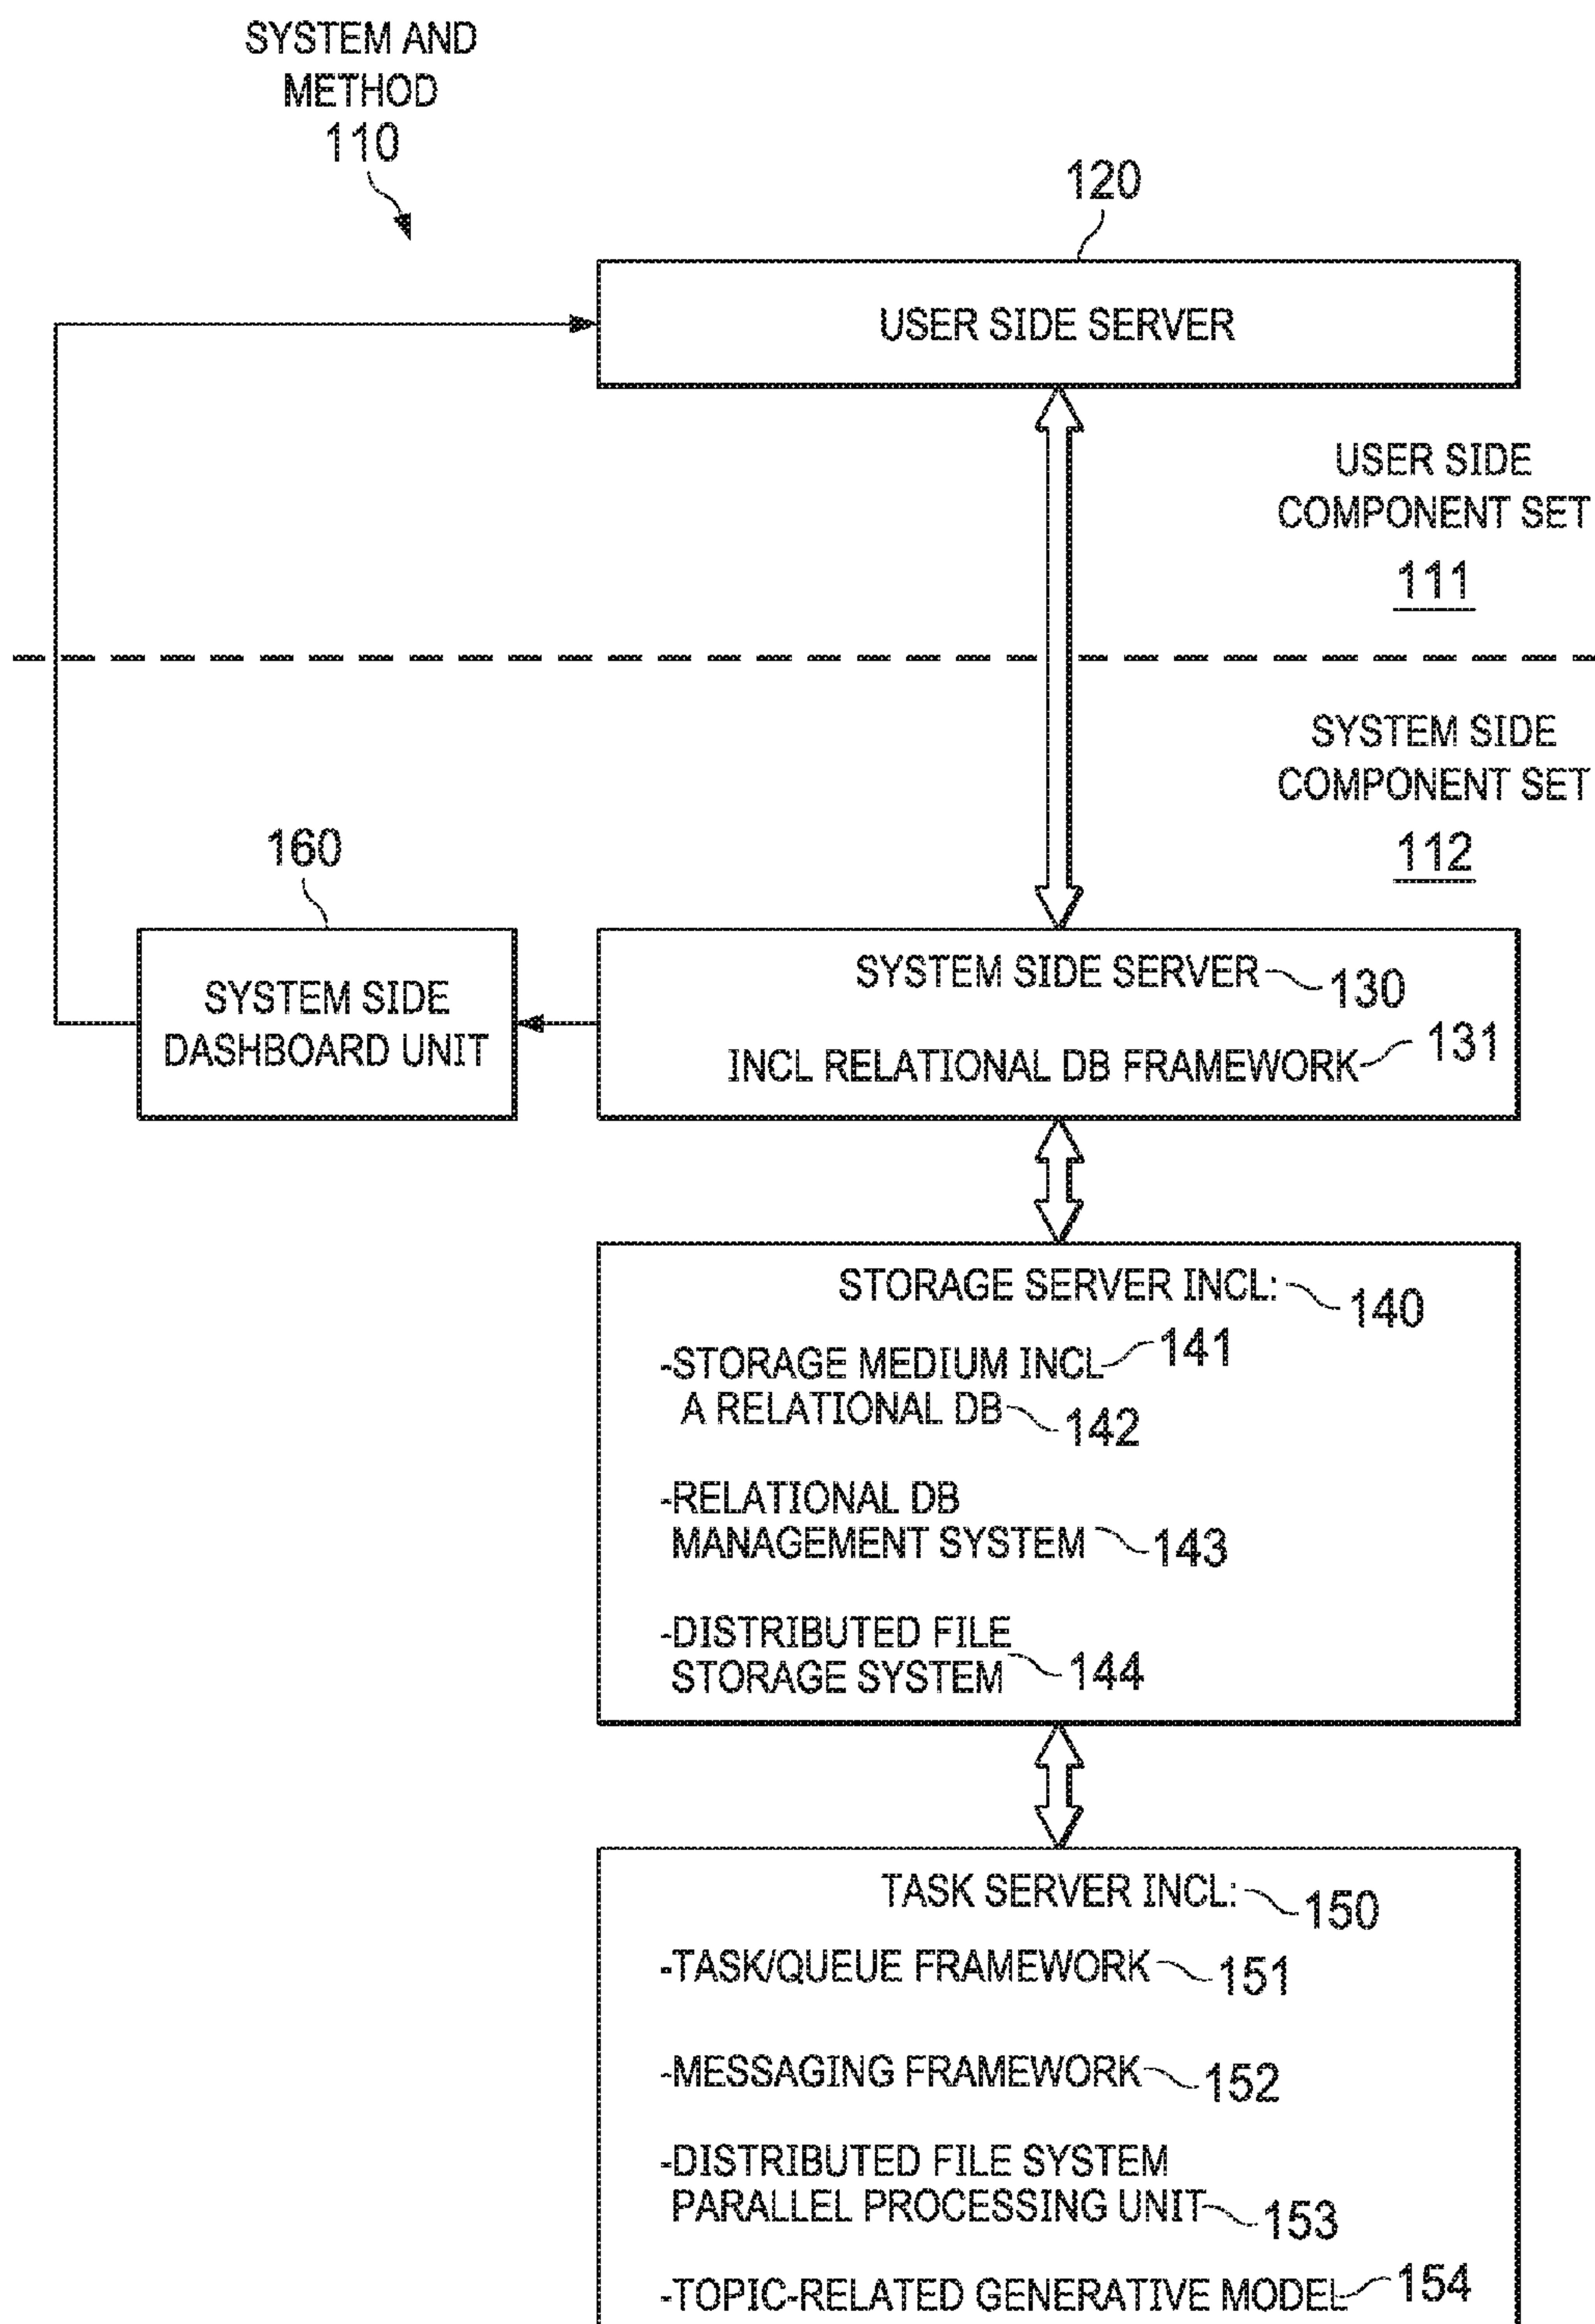 SYSTEM AND
METHOD
110
120
USER SIDE SERVER
USER SIDE
COMPONENT SET
111
SYSTEM SIDE
COMPONENT SET
112
160
SYSTEM SIDE
DASHBOARD UNIT
SYSTEM SIDE SERVER 130
INCL RELATIONAL DB FRAMEWORK 131
STORAGE SERVER INCL: 140
-STORAGE MEDIUM INCL 141
A RELATIONAL DB 142
-RELATIONAL DB
MANAGEMENT SYSTEM 143
-DISTRIBUTED FILE
STORAGE SYSTEM 144
TASK SERVER INCL: 150
-TASK/QUEUE FRAMEWORK 151
-MESSAGING FRAMEWORK 152
-DISTRIBUTED FILE SYSTEM
PARALLEL PROCESSING UNIT 153
-TOPIC-RELATED GENERATIVE MODEL 154